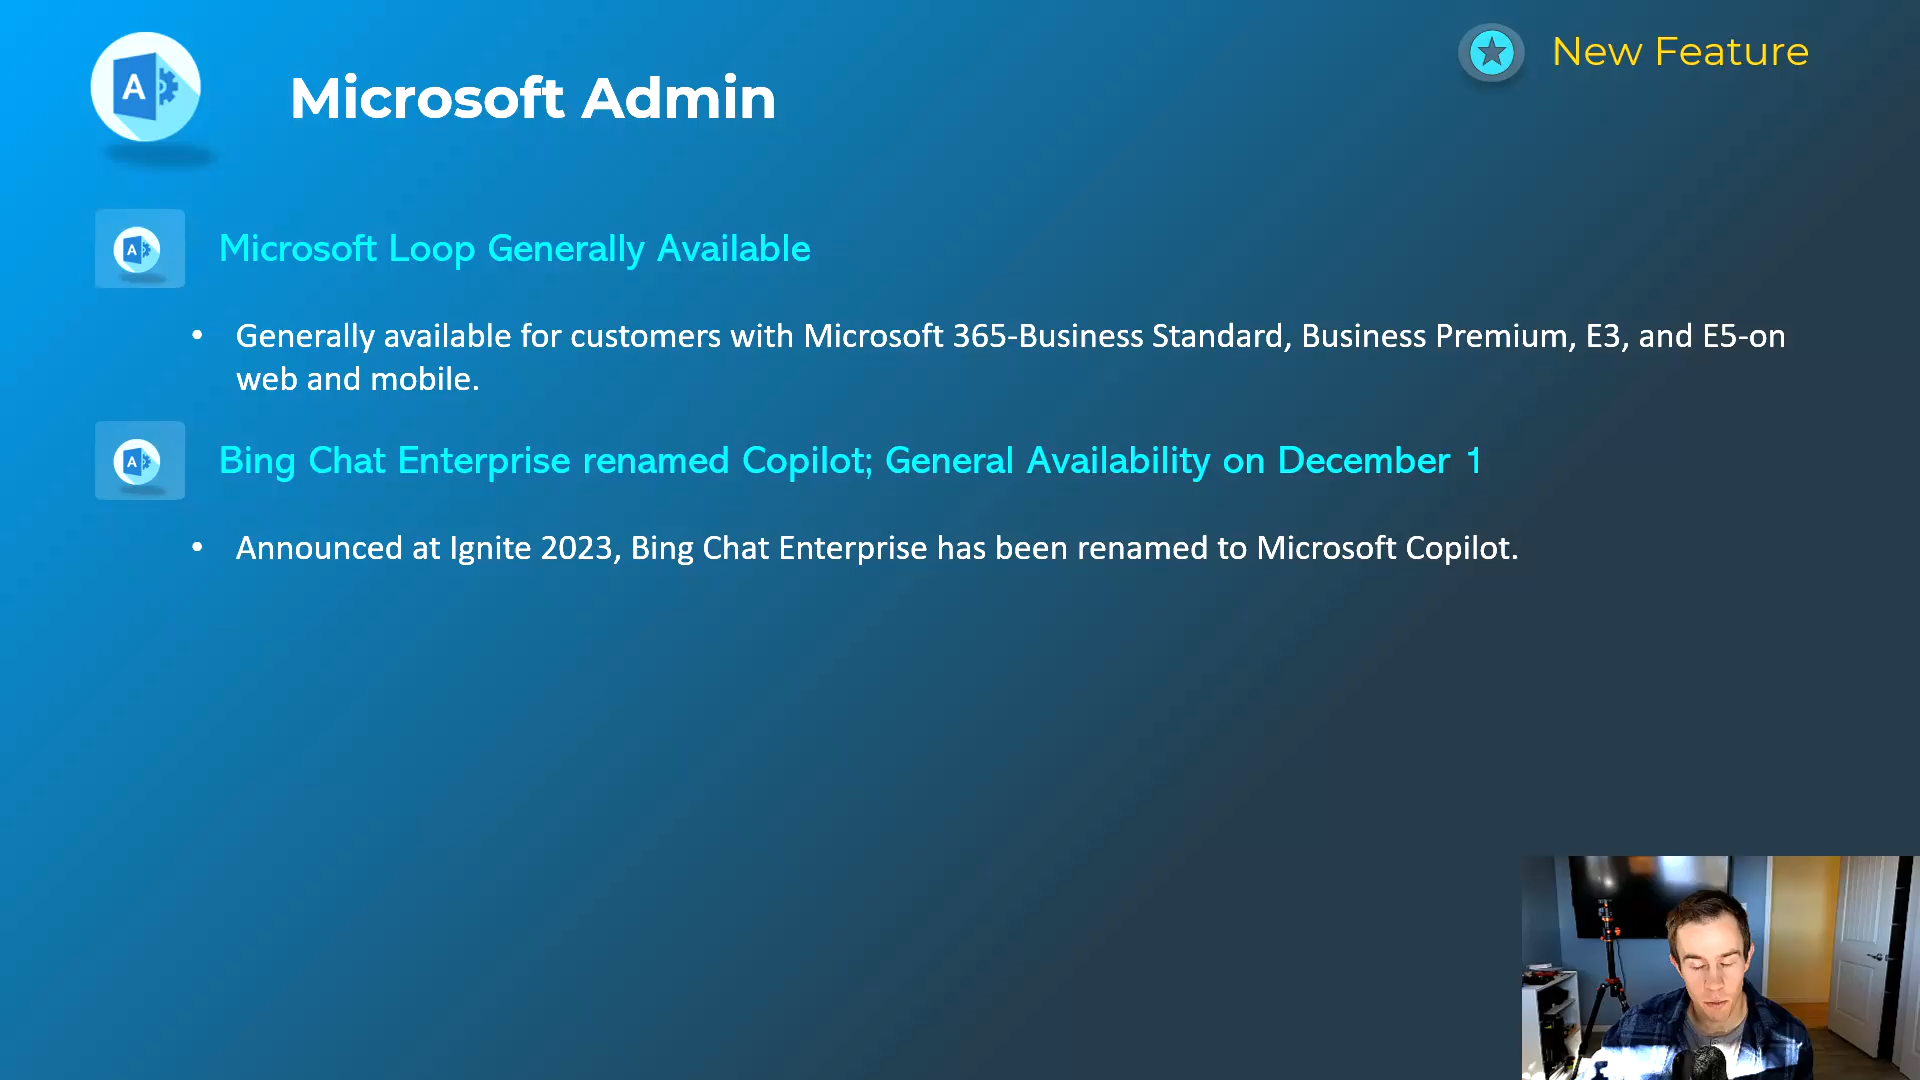 New Feature
Microsoft Admin
Microsoft Loop Generally Available
• Generally available for customers with Microsoft 365-Business Standard, Business Premium, E3, and E5-on
web and mobile.
Bing Chat Enterprise renamed Copilot; General Availability on December 1
• Announced at Ignite 2023, Bing Chat Enterprise has been renamed to Microsoft Copilot.